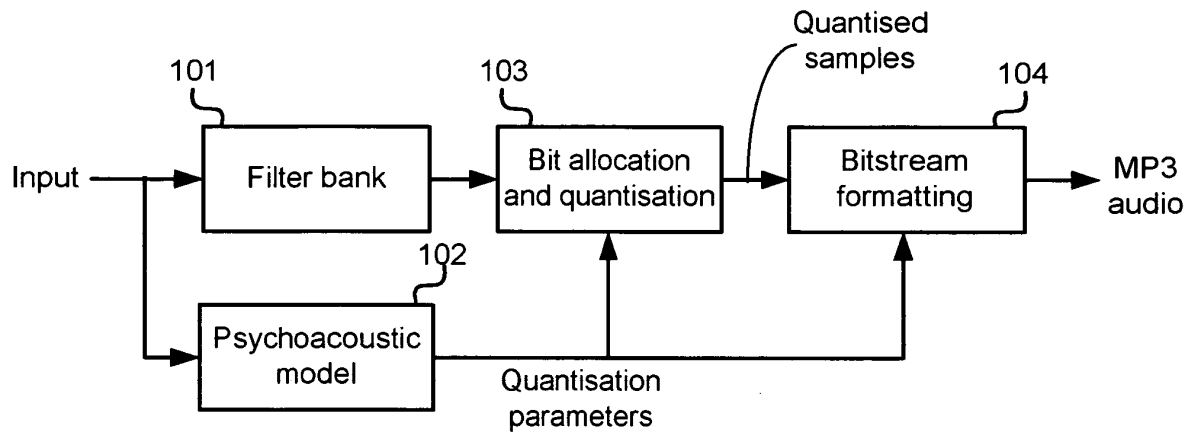 Quantised
samples
101
103
104
Input
Filter bank
Bit allocation
and quantisation
Bitstream
formatting
MP3
audio
102
Psychoacoustic
model
Quantisation
parameters